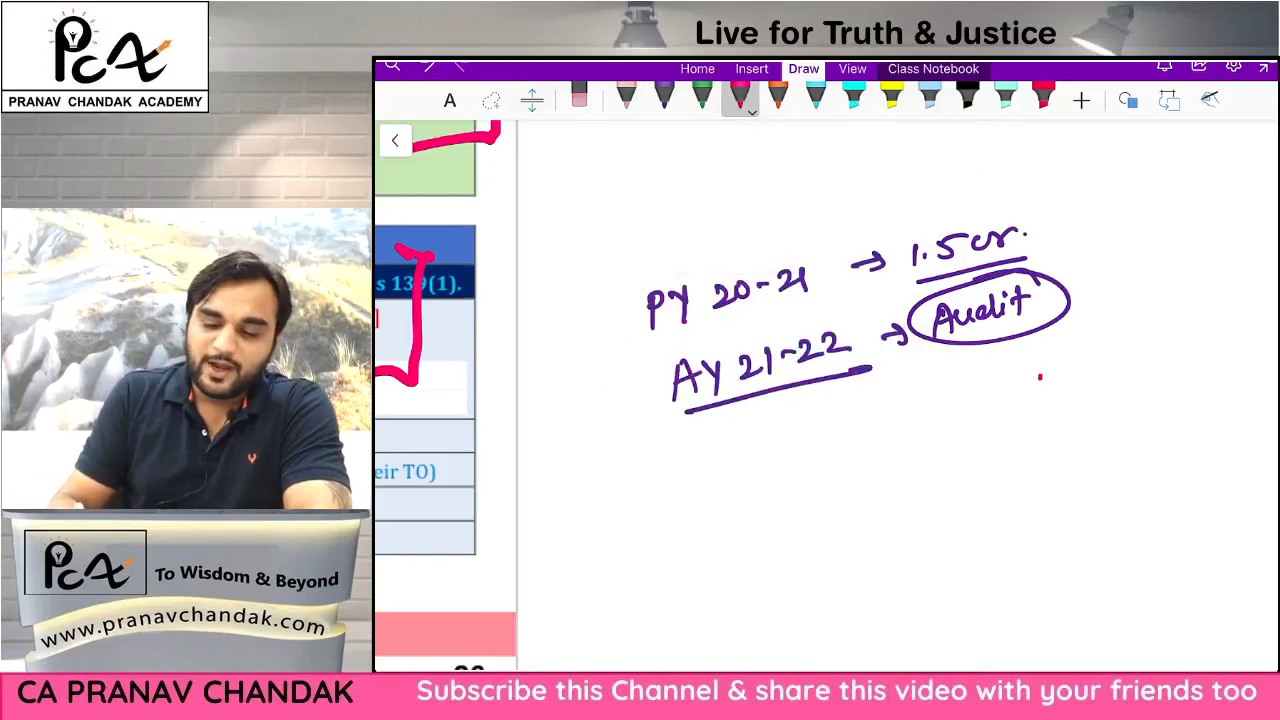 Live for Truth & Justice
PCA
PRANAV CHANDAK ACADEMY
Home Insert Draw View Class Notebook
A
s 139(1).
eir TO)
PY 20-21 → 1.5 cr.
AY 21-22 → Audit
PCA To Wisdom & Beyond
www.pranavchandak.com
CA PRANAV CHANDAK
Subscribe this Channel & share this video with your friends too